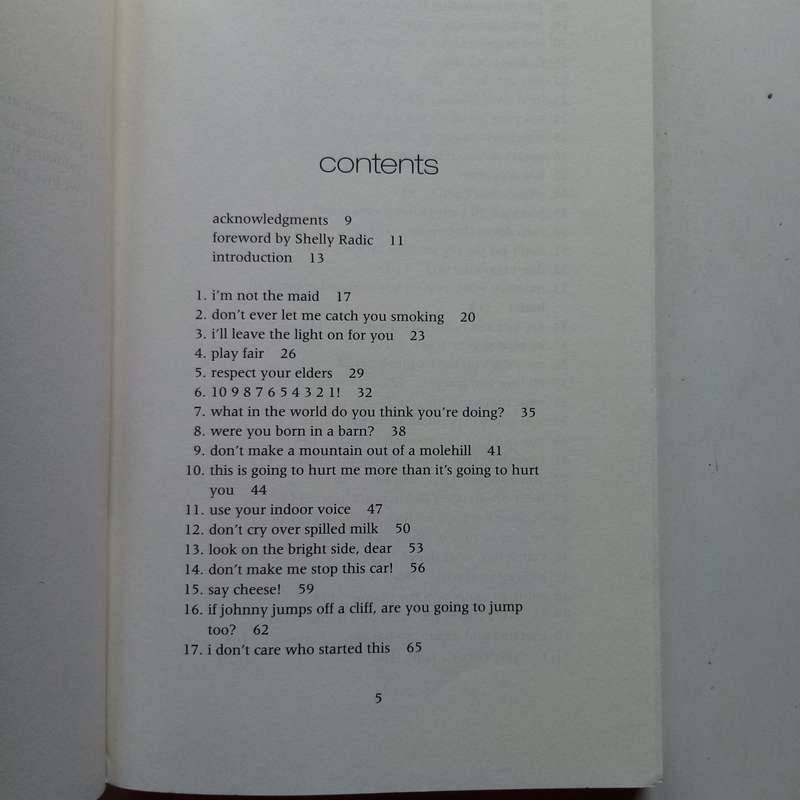 contents
acknowledgments 9
foreword by Shelly Radic 11
introduction 13
1. i'm not the maid 17
2. don't ever let me catch you smoking 20
3. i'll leave the light on for you 23
4. play fair 26
5. respect your elders 29
6. 10 9 8 7 6 5 4 3 2 1! 32
7. what in the world do you think you're doing? 35
8. were you born in a barn? 38
9. don't make a mountain out of a molehill 41
10. this is going to hurt me more than it's going to hurt
you 44
11. use your indoor voice 47
12. don't cry over spilled milk 50
13. look on the bright side, dear 53
14. don't make me stop this car! 56
15. say cheese! 59
16. if johnny jumps off a cliff, are you going to jump
too? 62
17. i don't care who started this 65
5